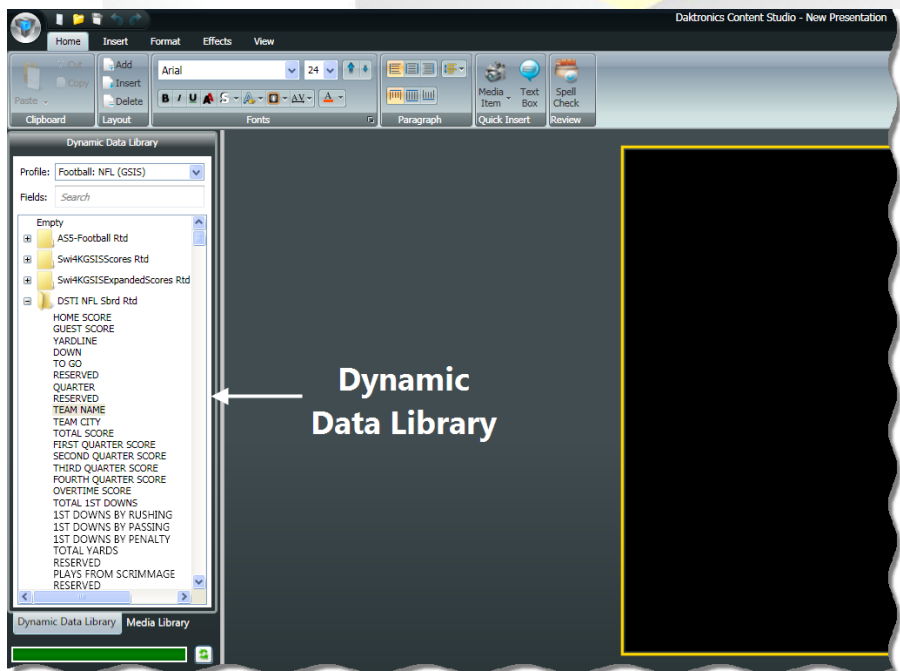 Daktronics Content Studio - New Presentation
Home Insert Format Effects View
Cut
Copy
Paste
Clipboard
Add
Insert
Delete
Layout
Arial 24
B I U S AV A
Fonts
Paragraph
Media Item
Text Box
Quick Insert
Spell Check
Review
Dynamic Data Library
Profile: Football: NFL (GSIS)
Fields: Search
Empty
AS5-Football Rtd
Swi4KGSISScores Rtd
Swi4KGSISExpandedScores Rtd
DSTI NFL Sbrd Rtd
HOME SCORE
GUEST SCORE
YARDLINE
DOWN
TO GO
RESERVED
QUARTER
RESERVED
TEAM NAME
TEAM CITY
TOTAL SCORE
FIRST QUARTER SCORE
SECOND QUARTER SCORE
THIRD QUARTER SCORE
FOURTH QUARTER SCORE
OVERTIME SCORE
TOTAL 1ST DOWNS
1ST DOWNS BY RUSHING
1ST DOWNS BY PASSING
1ST DOWNS BY PENALTY
TOTAL YARDS
RESERVED
PLAYS FROM SCRIMMAGE
RESERVED
Dynamic Data Library Media Library
Dynamic
Data Library